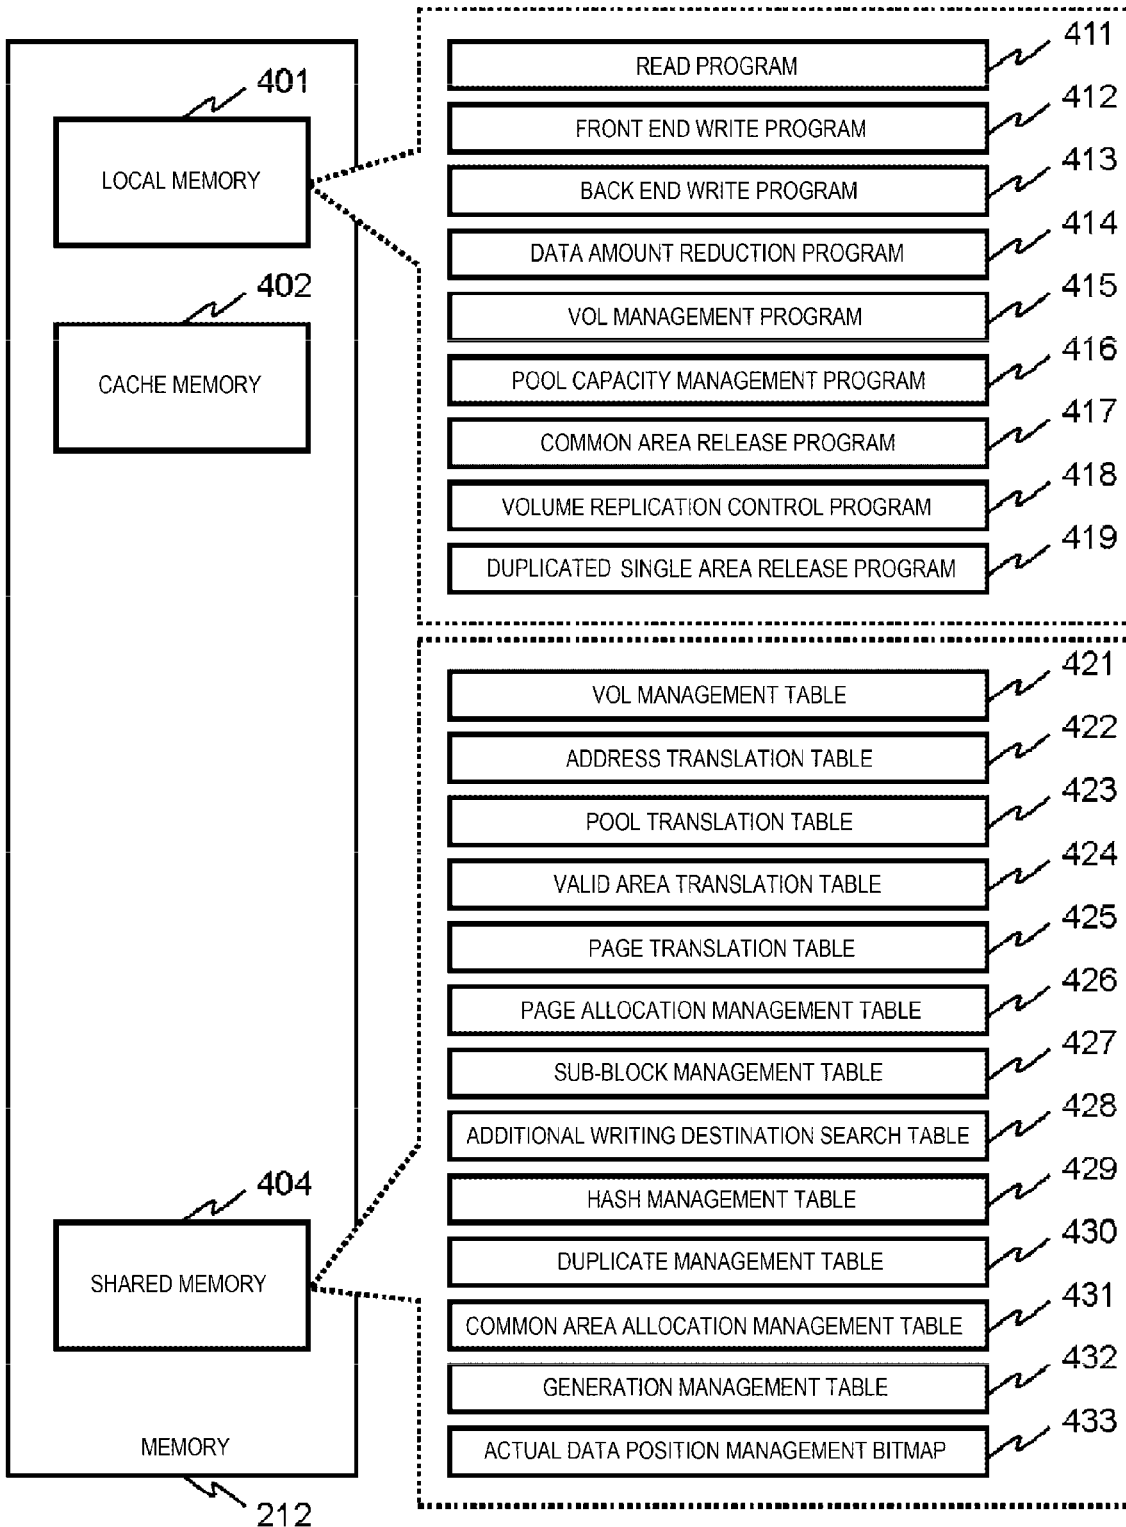 401
LOCAL MEMORY
402
CACHE MEMORY
404
SHARED MEMORY
MEMORY
212
READ PROGRAM 411
FRONT END WRITE PROGRAM 412
BACK END WRITE PROGRAM 413
DATA AMOUNT REDUCTION PROGRAM 414
VOL MANAGEMENT PROGRAM 415
POOL CAPACITY MANAGEMENT PROGRAM 416
COMMON AREA RELEASE PROGRAM 417
VOLUME REPLICATION CONTROL PROGRAM 418
DUPLICATED SINGLE AREA RELEASE PROGRAM 419
VOL MANAGEMENT TABLE 421
ADDRESS TRANSLATION TABLE 422
POOL TRANSLATION TABLE 423
VALID AREA TRANSLATION TABLE 424
PAGE TRANSLATION TABLE 425
PAGE ALLOCATION MANAGEMENT TABLE 426
SUB-BLOCK MANAGEMENT TABLE 427
ADDITIONAL WRITING DESTINATION SEARCH TABLE 428
HASH MANAGEMENT TABLE 429
DUPLICATE MANAGEMENT TABLE 430
COMMON AREA ALLOCATION MANAGEMENT TABLE 431
GENERATION MANAGEMENT TABLE 432
ACTUAL DATA POSITION MANAGEMENT BITMAP 433